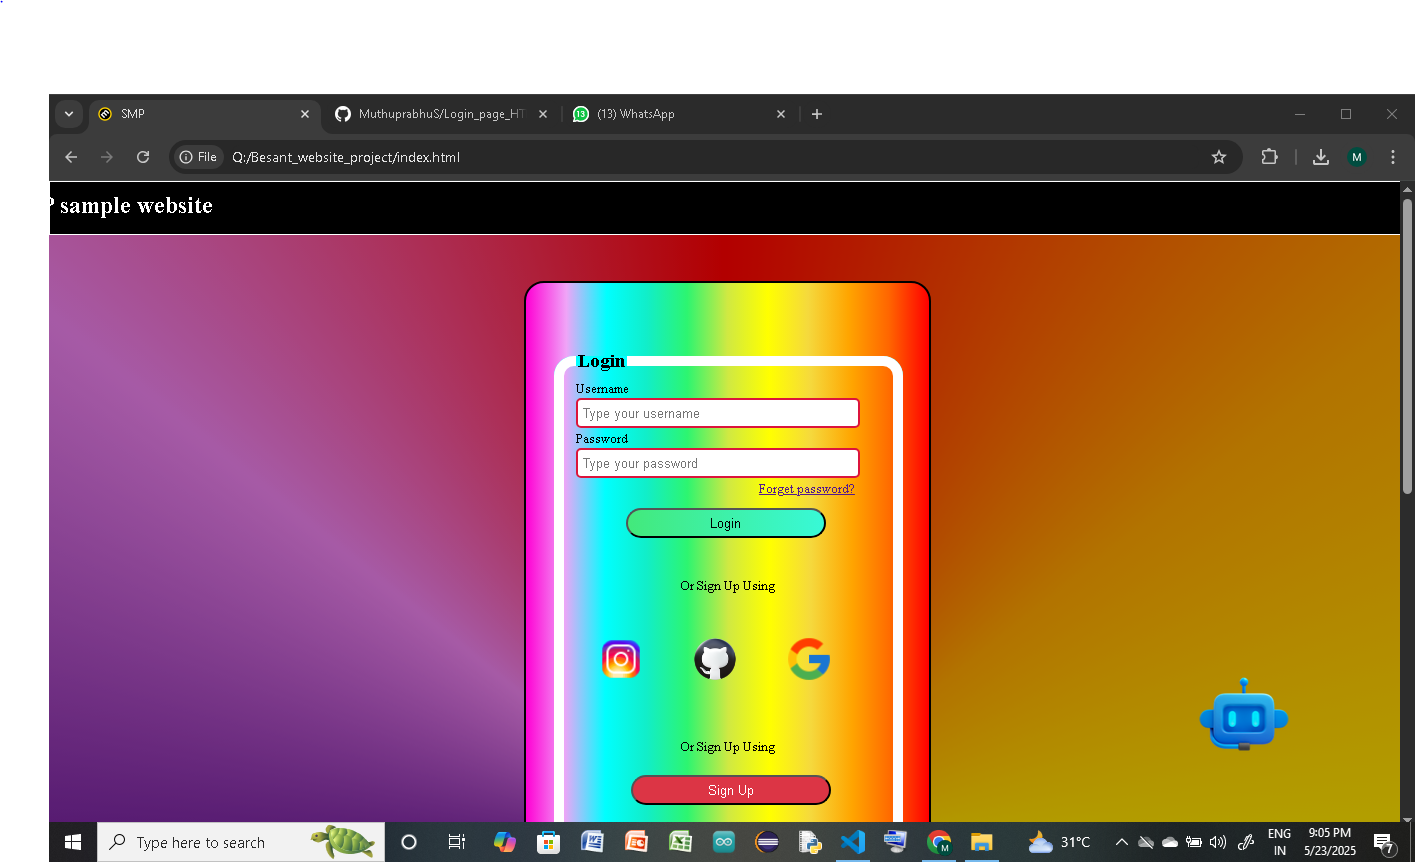 SMP
MuthuprabhuS/Login_page_HT
(13) WhatsApp
File
Q:/Besant_website_project/index.html
M
sample website
Login
Username
Type your username
Password
Type your password
Forget password?
Login
Or Sign Up Using
Or Sign Up Using
Sign Up
Type here to search
31°C
ENG
IN
9:05 PM
5/23/2025
7